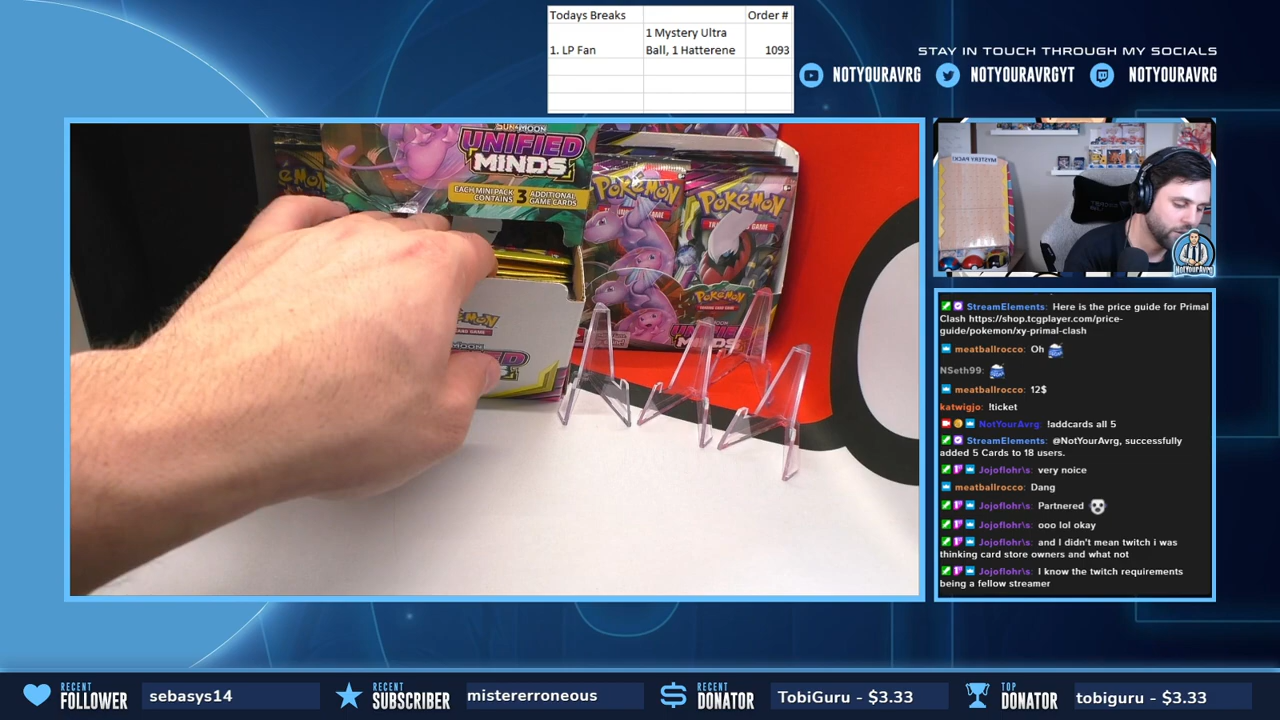 Todays Breaks Order #
1 Mystery Ultra
1. LP Fan Ball, 1 Hatterene 1093
STAY IN TOUCH THROUGH MY SOCIALS
NOTYOURAVRG NOTYOURAVRGYT NOTYOURAVRG
SUN & MOON
UNIFIED
MINDS
EACH MINI PACK
CONTAINS 3 ADDITIONAL
GAME CARDS
POKÉMON
POKÉMON
MYSTERY PACK!
NotYourAvrg
StreamElements: Here is the price guide for Primal
Clash https://shop.tcgplayer.com/price-
guide/pokemon/xy-primal-clash
meatballrocco: Oh
NSeth99:
meatballrocco: 12$
katwigjo: !ticket
NotYourAvrg: !addcards all 5
StreamElements: @NotYourAvrg, successfully
added 5 Cards to 18 users.
Jojoflohr\s: very noice
meatballrocco: Dang
Jojoflohr\s: Partnered
Jojoflohr\s: ooo lol okay
Jojoflohr\s: and I didn't mean twitch i was
thinking card store owners and what not
Jojoflohr\s: I know the twitch requirements
being a fellow streamer
RECENT
FOLLOWER sebasys14
RECENT
SUBSCRIBER mistererroneous
RECENT
DONATOR TobiGuru - $3.33
TOP
DONATOR tobiguru - $3.33